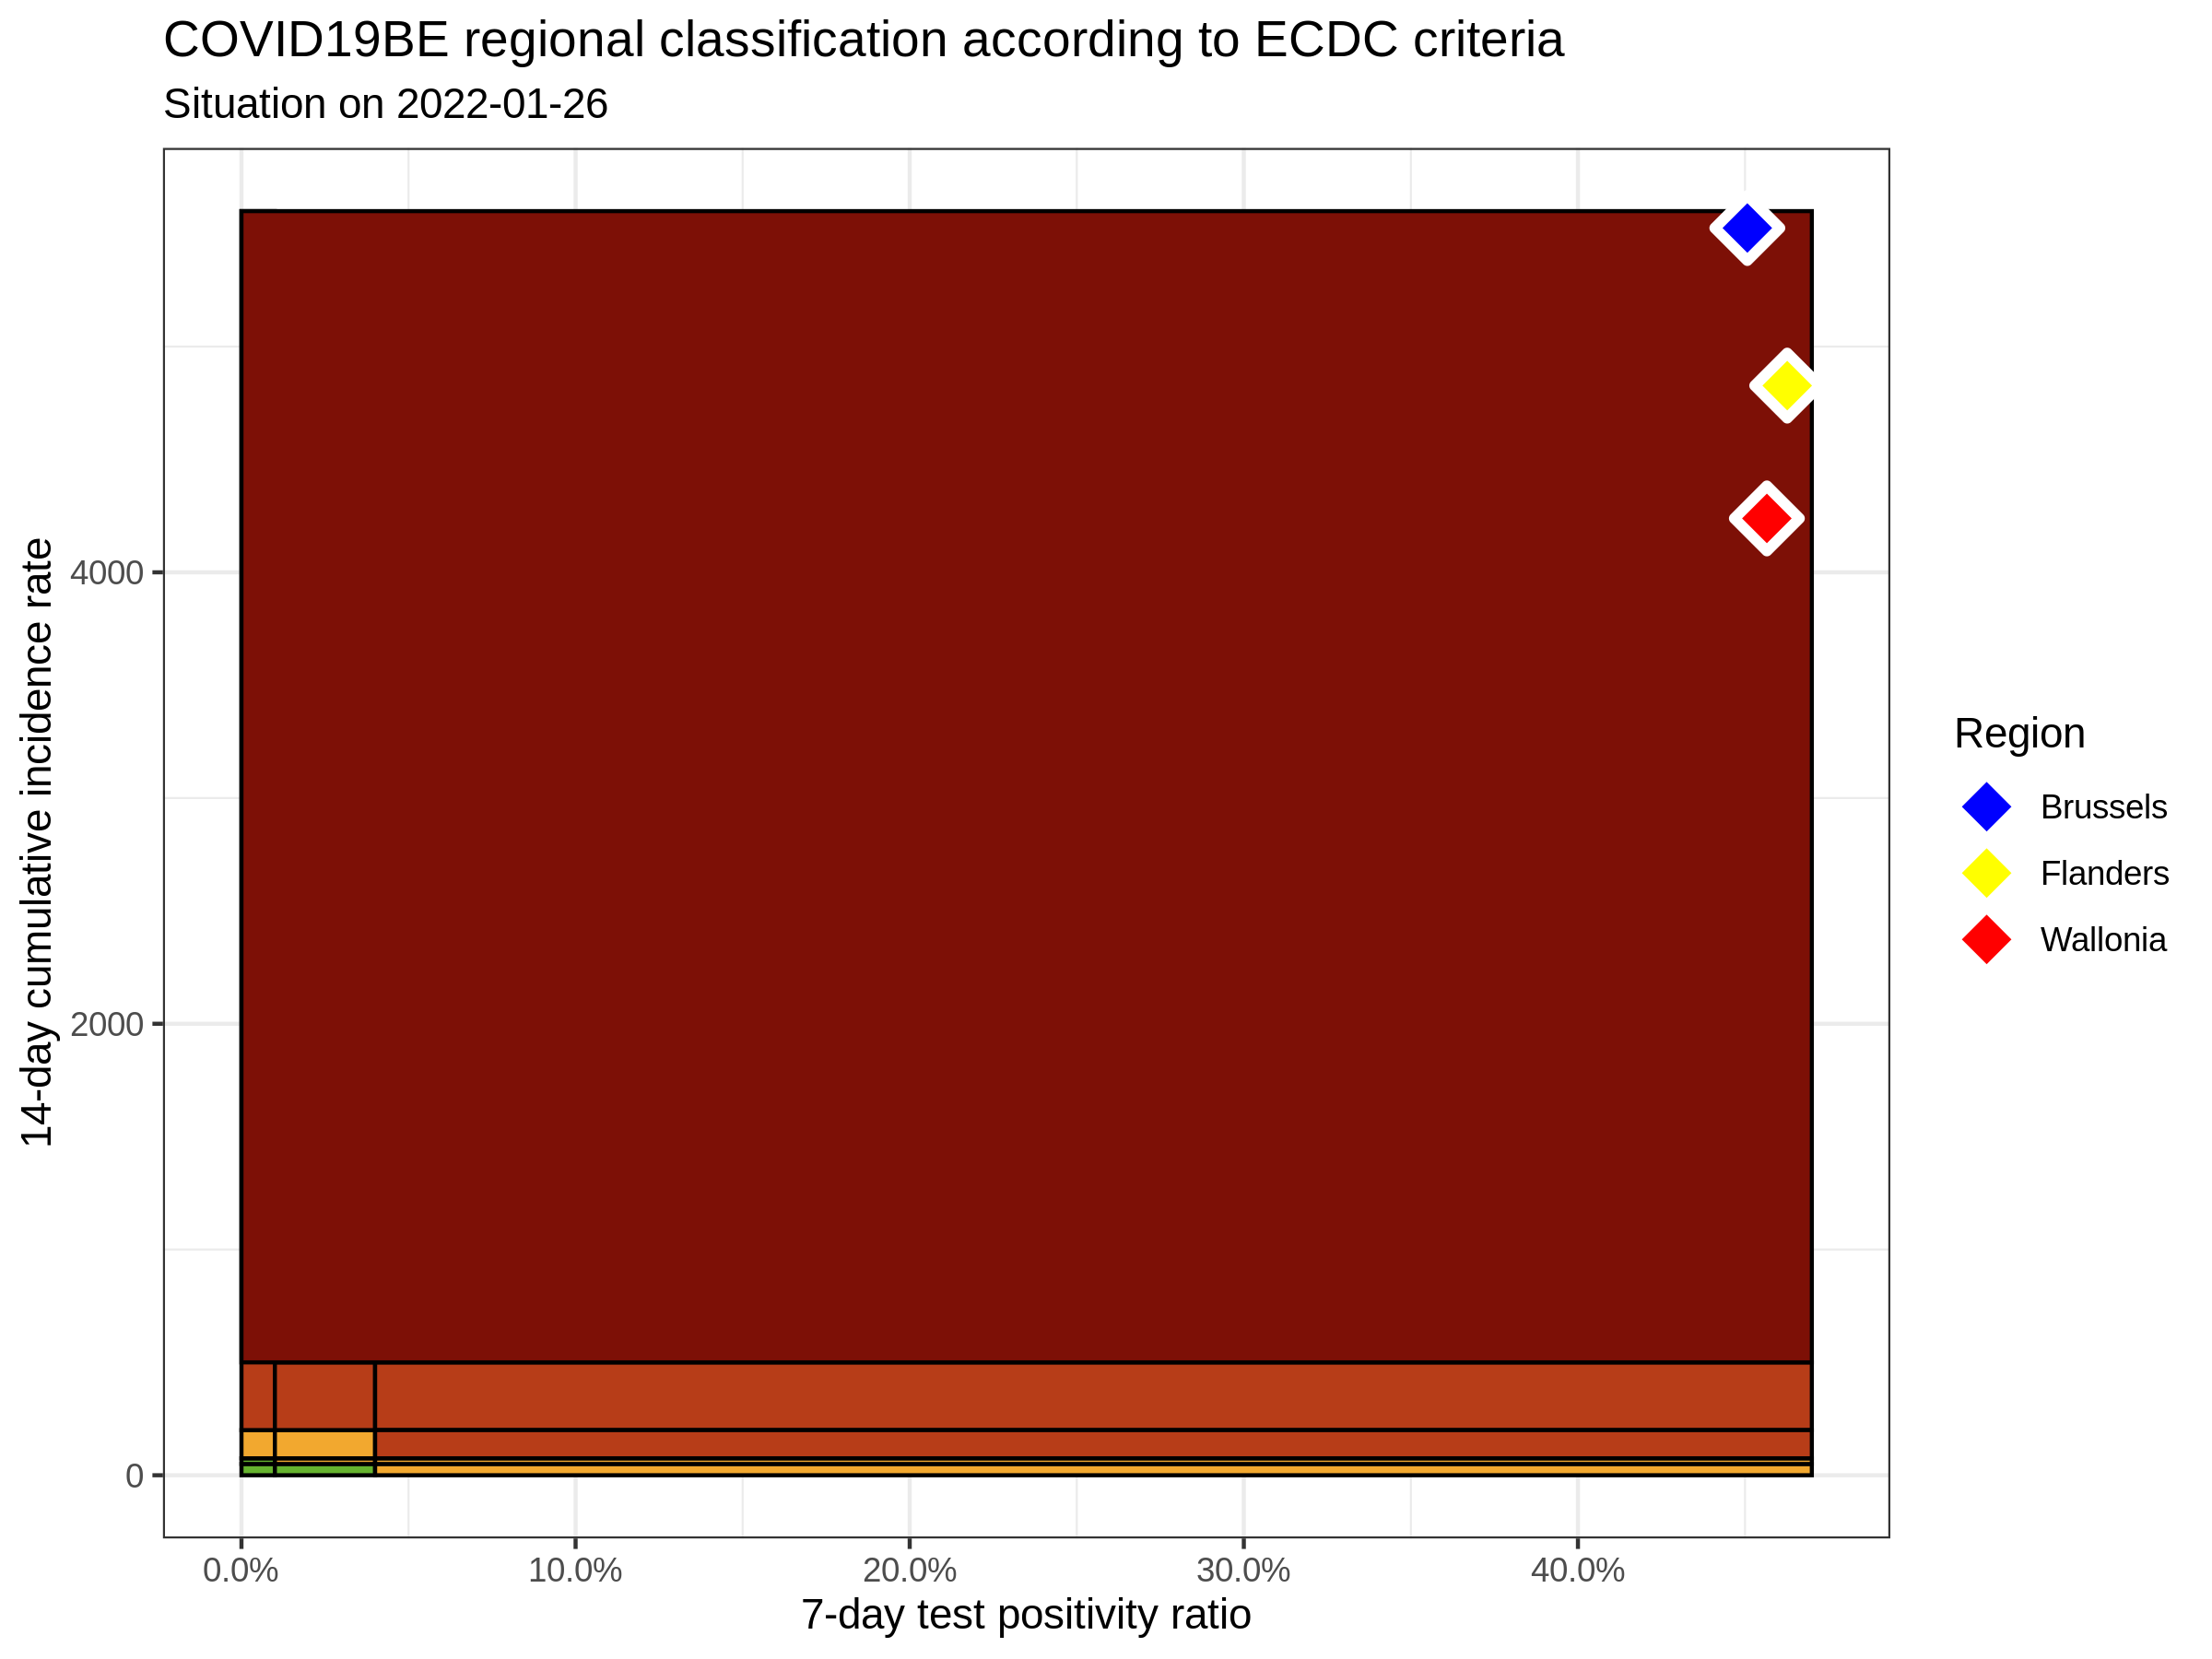 COVID19BE regional classification according to ECDC criteria
Situation on 2022-01-26
14-day cumulative incidence rate
4000
2000
0
0.0%
10.0%
20.0%
30.0%
40.0%
7-day test positivity ratio
Region
Brussels
Flanders
Wallonia